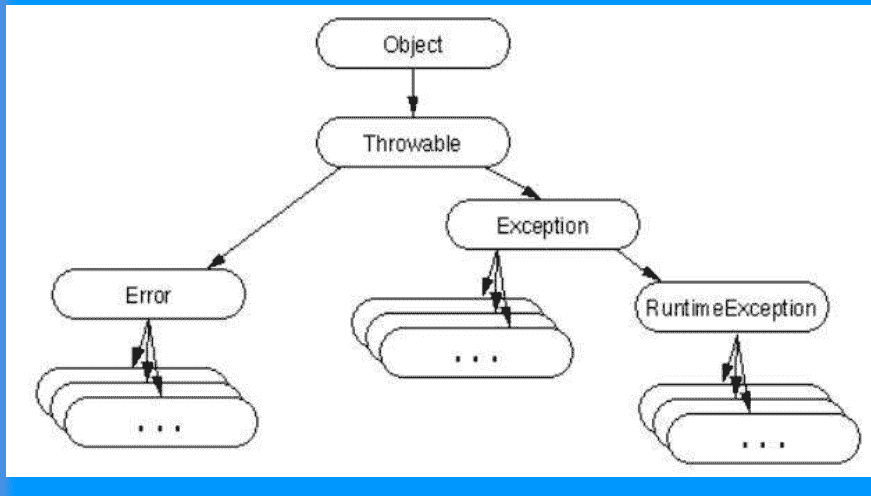 Object
Throwable
Exception
Error
RuntimeException
. . .
. . .
. . .